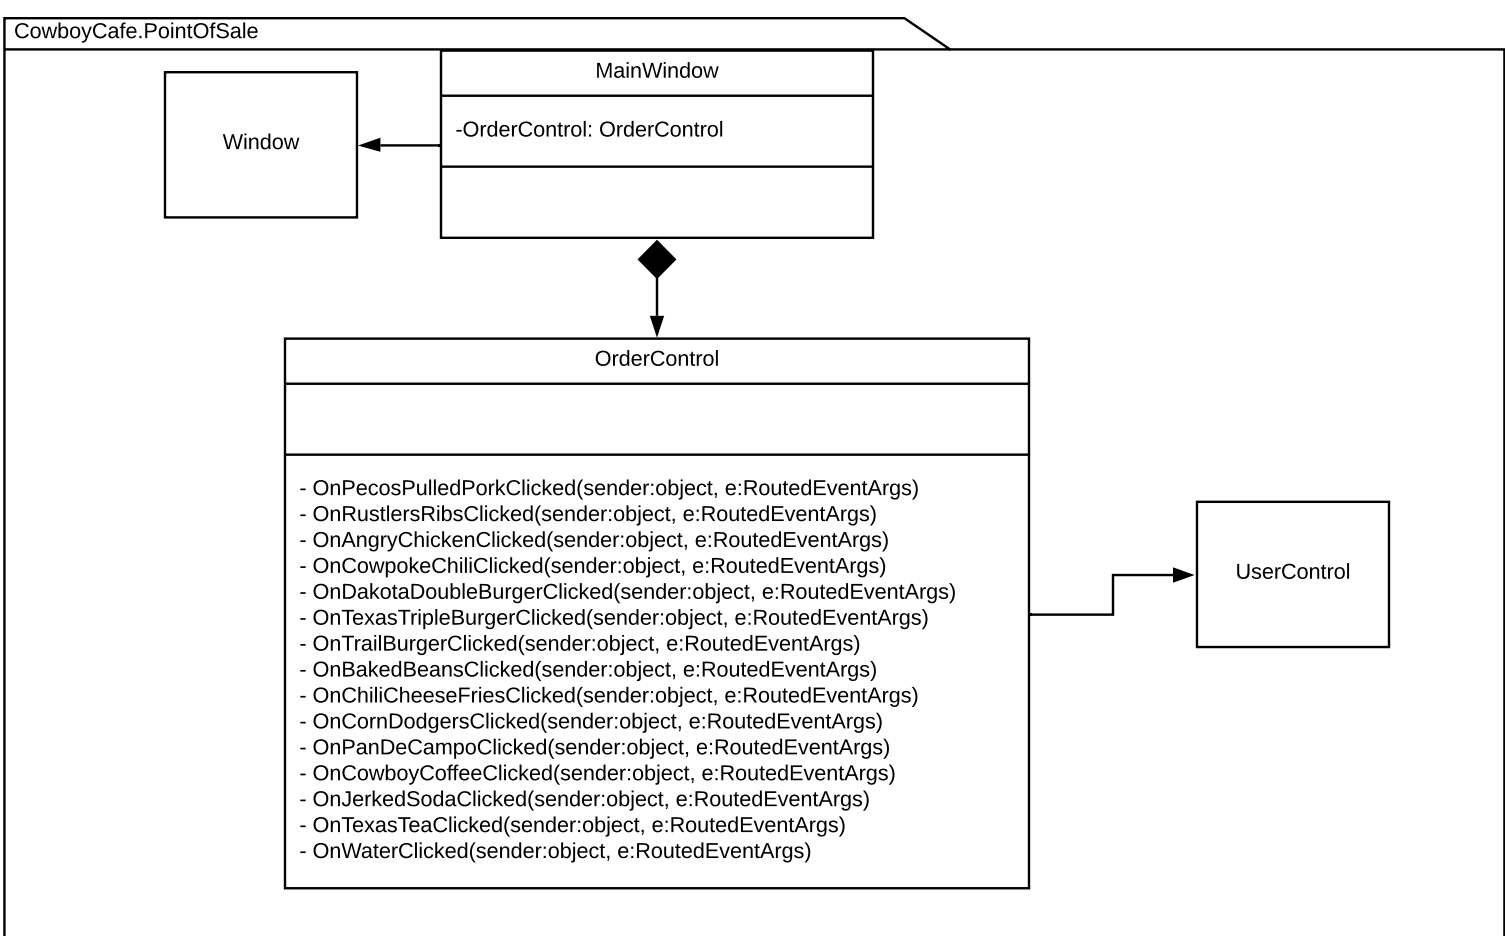 CowboyCafe.PointOfSale
MainWindow
Window
-OrderControl: OrderControl
OrderControl
- OnPecosPulledPorkClicked(sender:object, e:RoutedEventArgs)
- OnRustlersRibsClicked(sender:object, e:RoutedEventArgs)
- OnAngryChickenClicked(sender:object, e:RoutedEventArgs)
- OnCowpokeChiliClicked(sender:object, e:RoutedEventArgs)
- OnDakotaDoubleBurgerClicked(sender:object, e:RoutedEventArgs)
- OnTexasTripleBurgerClicked(sender:object, e:RoutedEventArgs)
- OnTrailBurgerClicked(sender:object, e:RoutedEventArgs)
- OnBakedBeansClicked(sender:object, e:RoutedEventArgs)
- OnChiliCheeseFriesClicked(sender:object, e:RoutedEventArgs)
- OnCornDodgersClicked(sender:object, e:RoutedEventArgs)
- OnPanDeCampoClicked(sender:object, e:RoutedEventArgs)
- OnCowboyCoffeeClicked(sender:object, e:RoutedEventArgs)
- OnJerkedSodaClicked(sender:object, e:RoutedEventArgs)
- OnTexasTeaClicked(sender:object, e:RoutedEventArgs)
- OnWaterClicked(sender:object, e:RoutedEventArgs)
UserControl